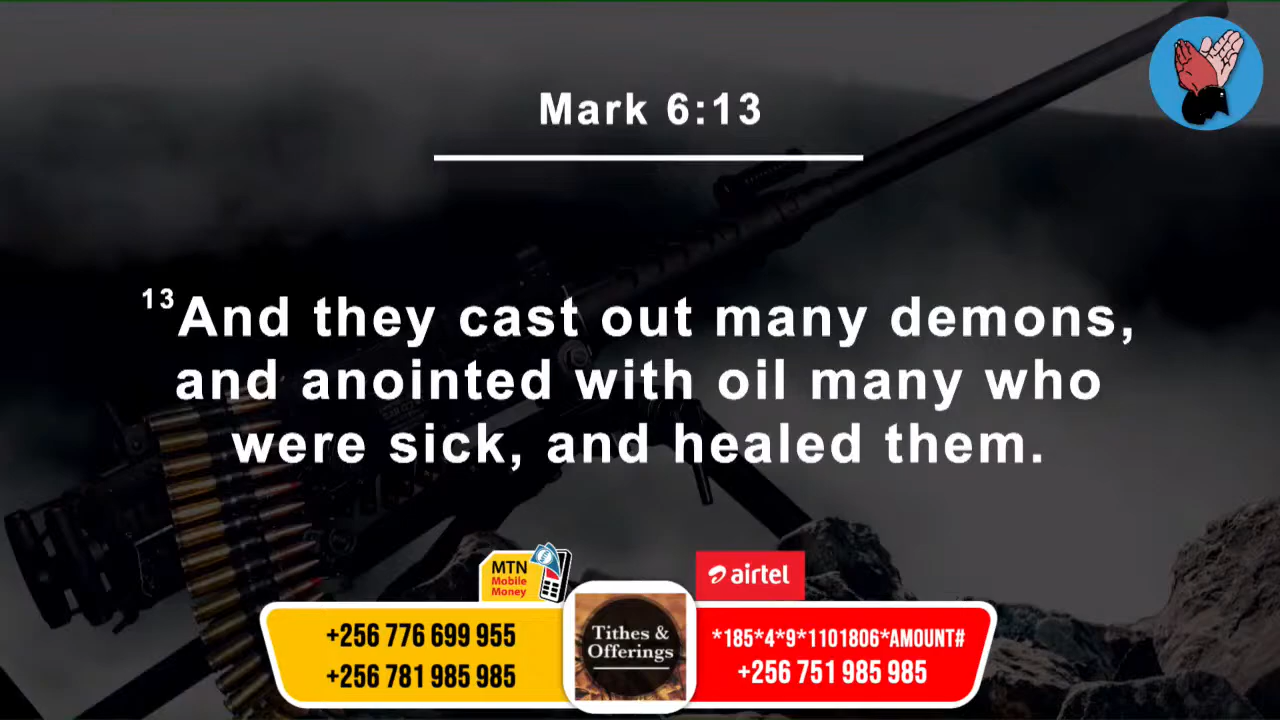 Mark 6:13
13And they cast out many demons,
and anointed with oil many who
were sick, and healed them.
MTN
Mobile
Money
airtel
+256 776 699 955
+256 781 985 985
Tithes &
Offerings
*185*4*9*1101806*AMOUNT#
+256 751 985 985